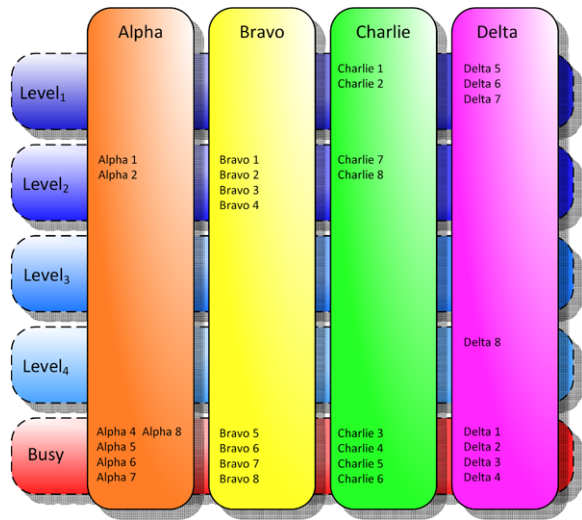 Alpha Bravo Charlie Delta
Level1
Charlie 1 Delta 5
Charlie 2 Delta 6
Delta 7
Level2
Alpha 1 Bravo 1 Charlie 7
Alpha 2 Bravo 2 Charlie 8
Bravo 3
Bravo 4
Level3
Level4
Delta 8
Busy
Alpha 4 Alpha 8 Bravo 5 Charlie 3 Delta 1
Alpha 5 Bravo 6 Charlie 4 Delta 2
Alpha 6 Bravo 7 Charlie 5 Delta 3
Alpha 7 Bravo 8 Charlie 6 Delta 4